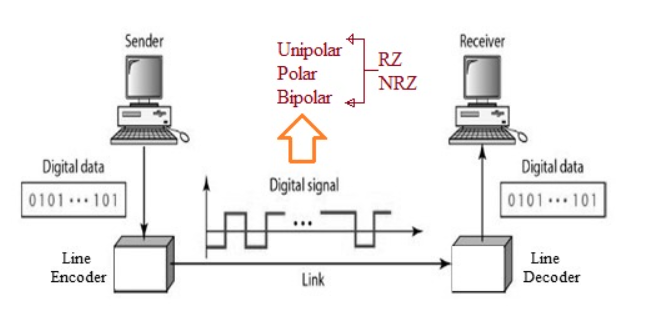 Sender
Unipolar
Polar
Bipolar
RZ
NRZ
Receiver
Digital data
0101 ••• 101
Digital signal
•••
Digital data
0101 ••• 101
Line
Encoder
Link
Line
Decoder